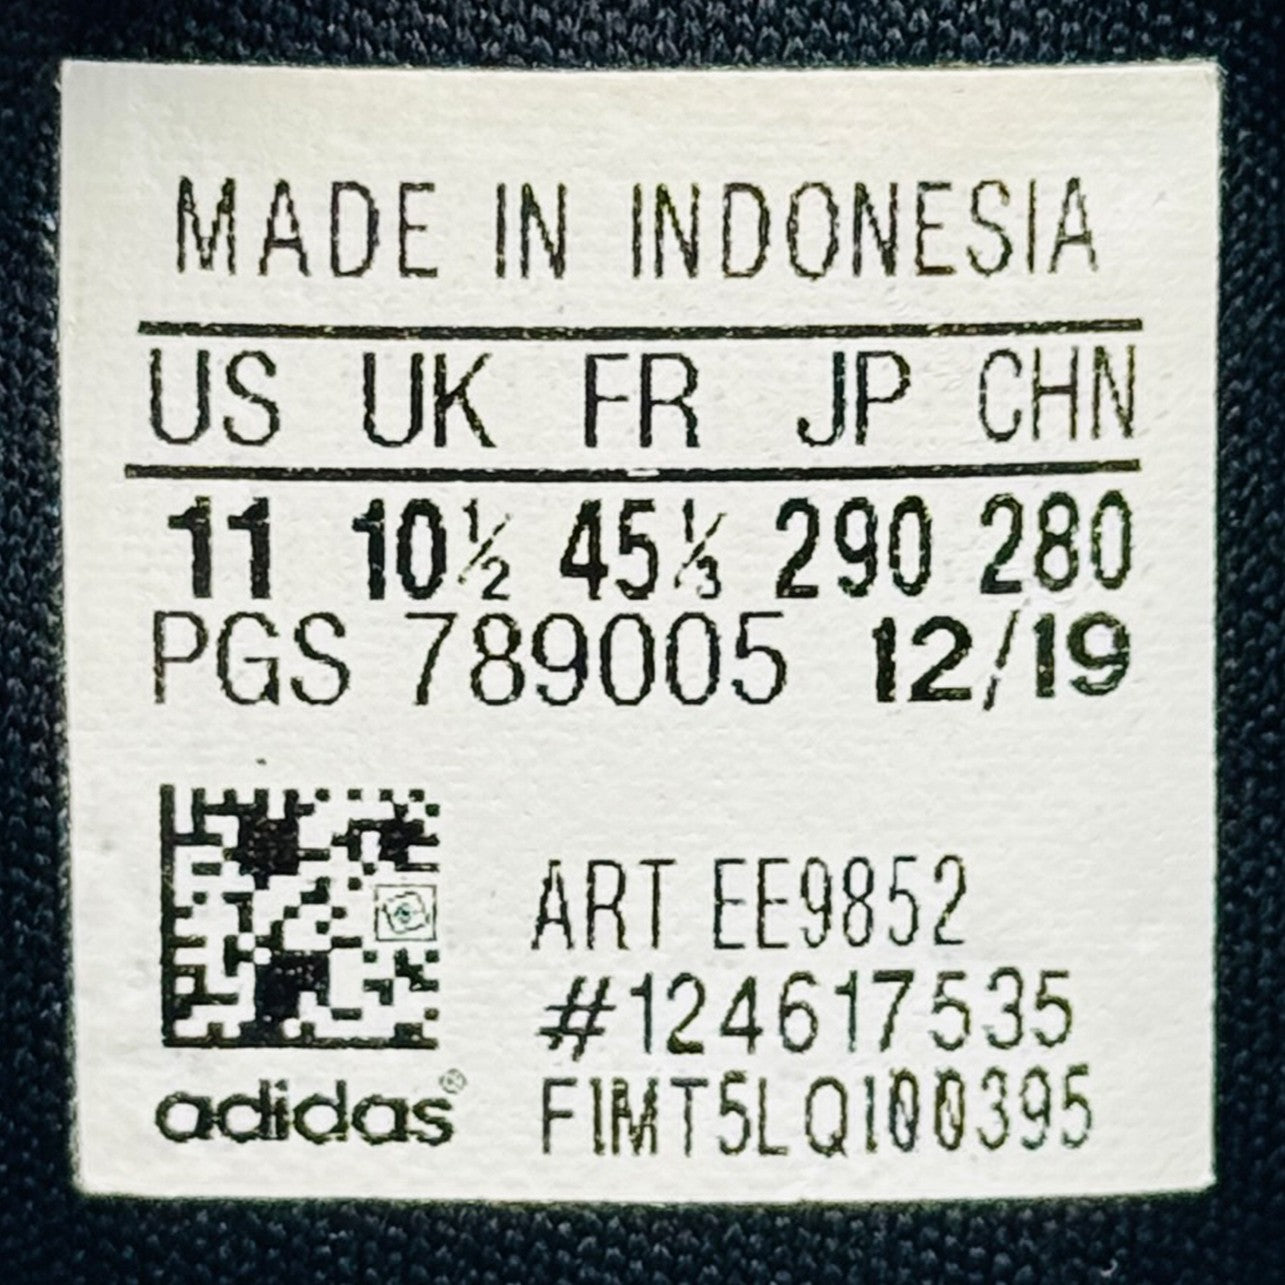 MADE IN INDONESIA
US UK FR JP CHN
11 10½ 45⅓ 290 280
PGS 789005 12/19
ART EE9852
#124617535
adidas® F1MT5LQ100395